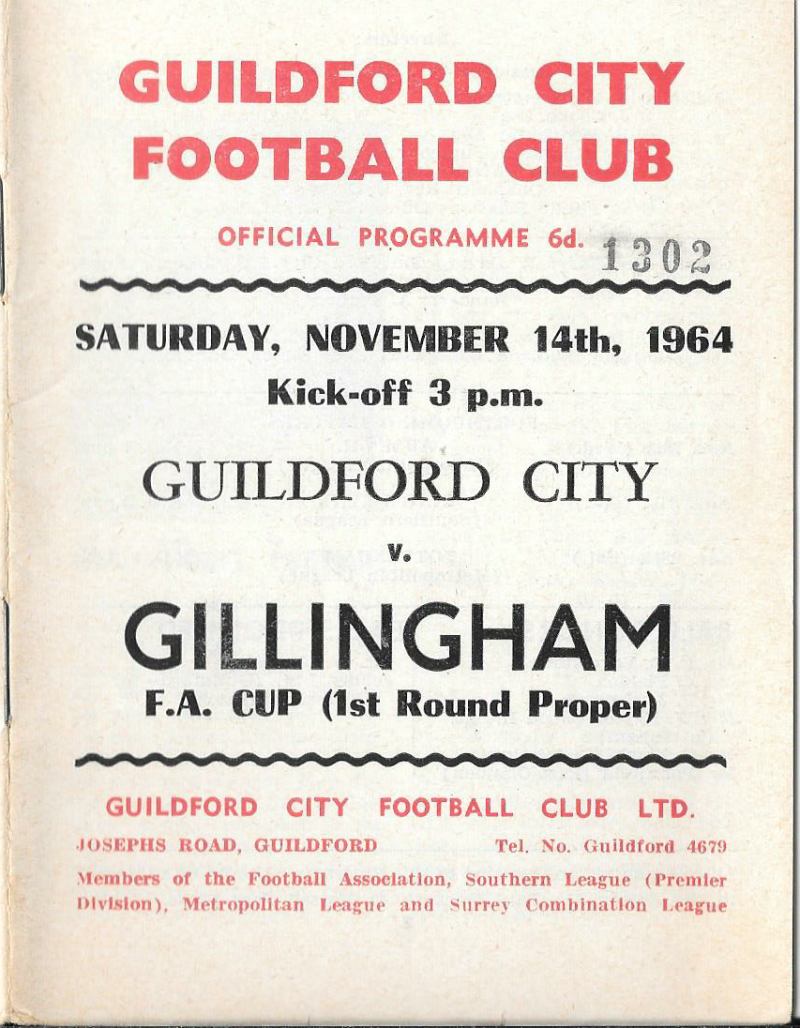 GUILDFORD CITY
FOOTBALL CLUB
OFFICIAL PROGRAMME 6d.
1302
SATURDAY, NOVEMBER 14th, 1964
Kick-off 3 p.m.
GUILDFORD CITY
v.
GILLINGHAM
F.A. CUP (1st Round Proper)
GUILDFORD CITY FOOTBALL CLUB LTD.
JOSEPHS ROAD, GUILDFORD Tel. No. Guildford 4679
Members of the Football Association, Southern League (Premier
Division), Metropolitan League and Surrey Combination League